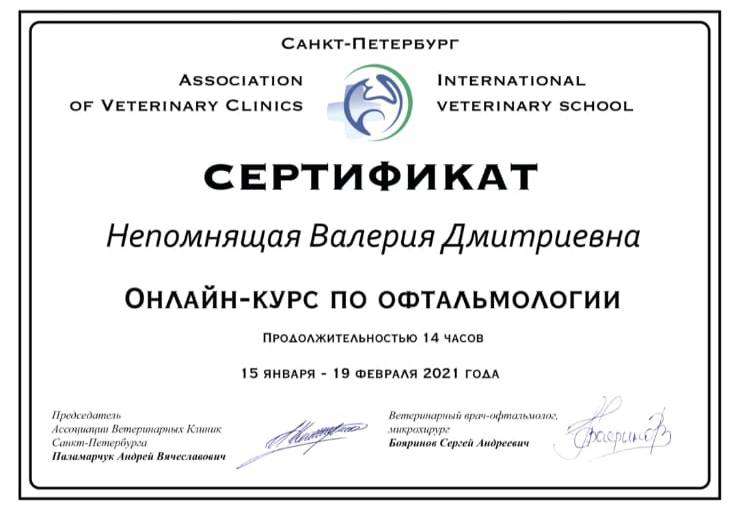 Санкт-Петербург
Association International
of Veterinary Clinics veterinary school
СЕРТИФИКАТ
Непомнящая Валерия Дмитриевна
Онлайн-курс по офтальмологии
Продолжительностью 14 часов
15 января - 19 февраля 2021 года
Председатель
Ассоциации Ветеринарных Клиник
Санкт-Петербурга
Паламарчук Андрей Вячеславович
Ветеринарный врач-офтальмолог,
микрохирург
Бояринов Сергей Андреевич